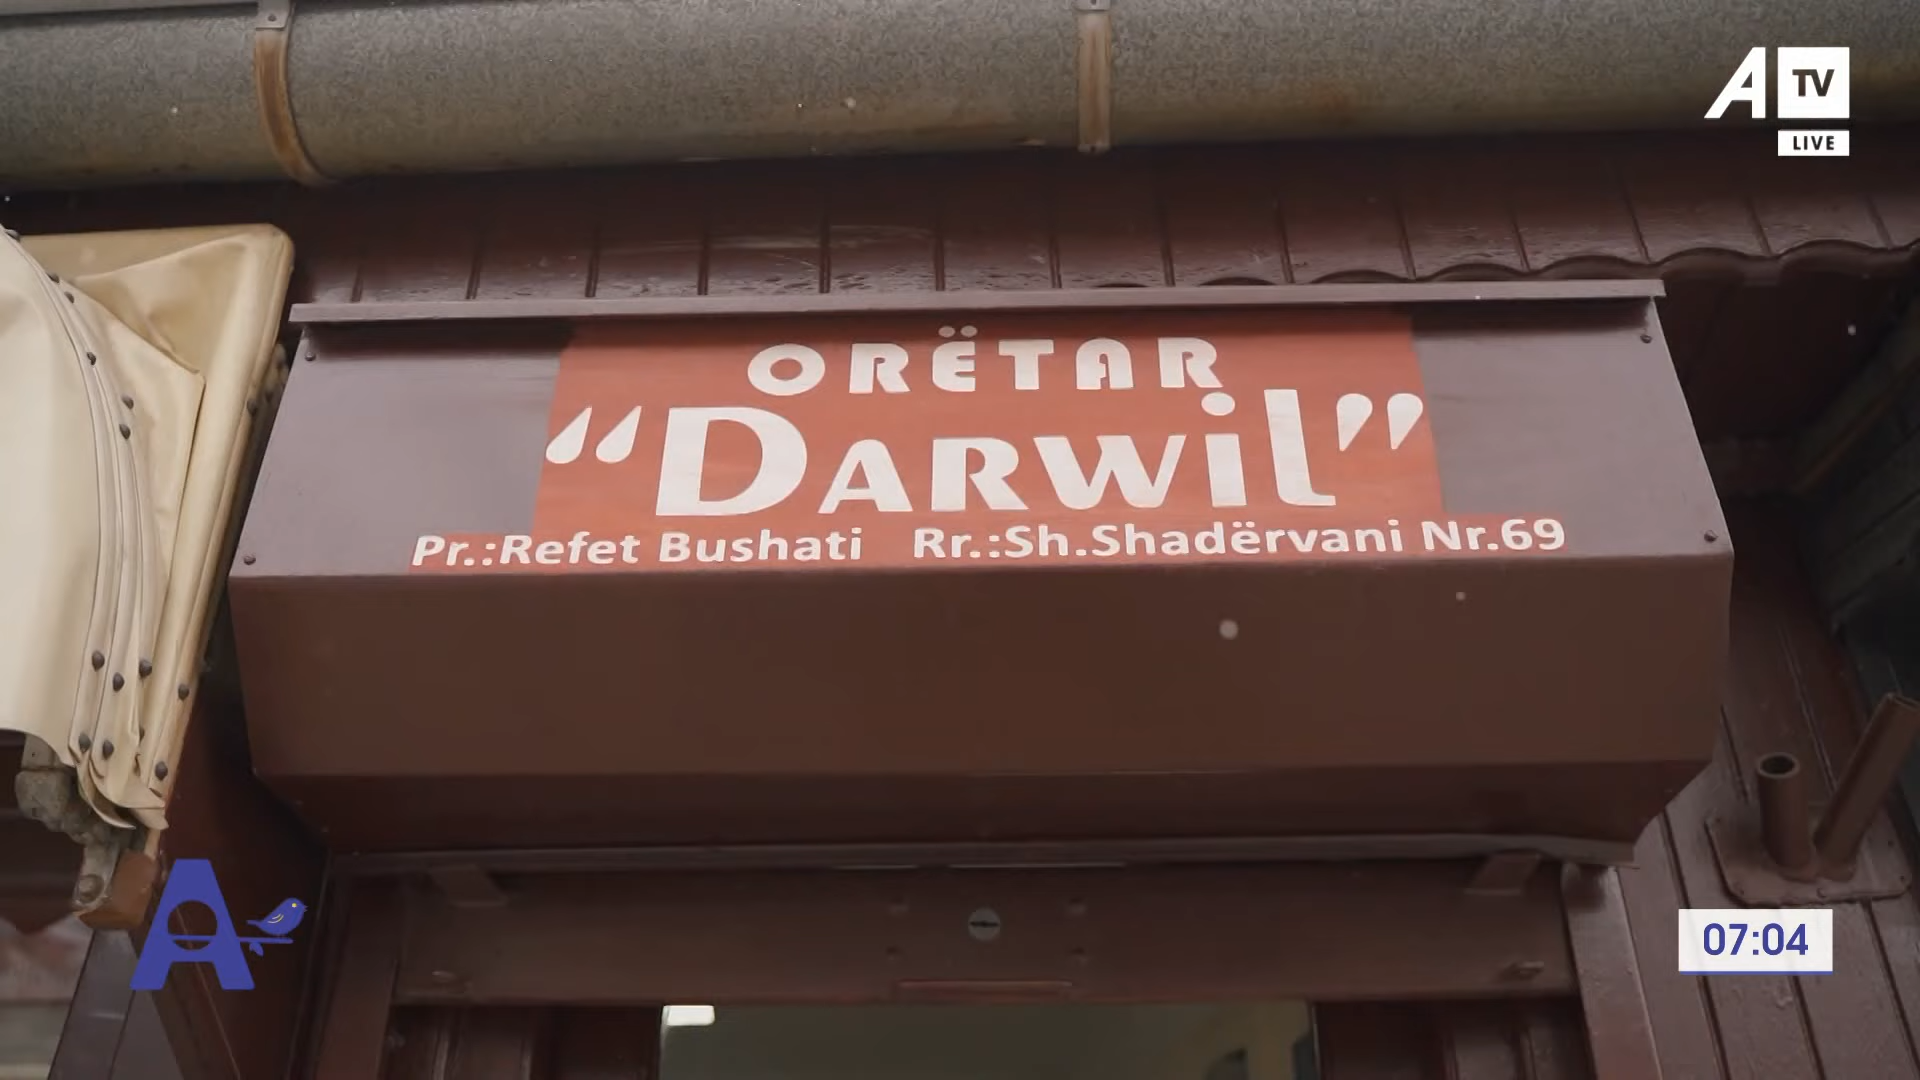 A TV
LIVE
ORËTAR
“DARWiL”
Pr.:Refet Bushati Rr.:Sh.Shadërvani Nr.69
A
07:04